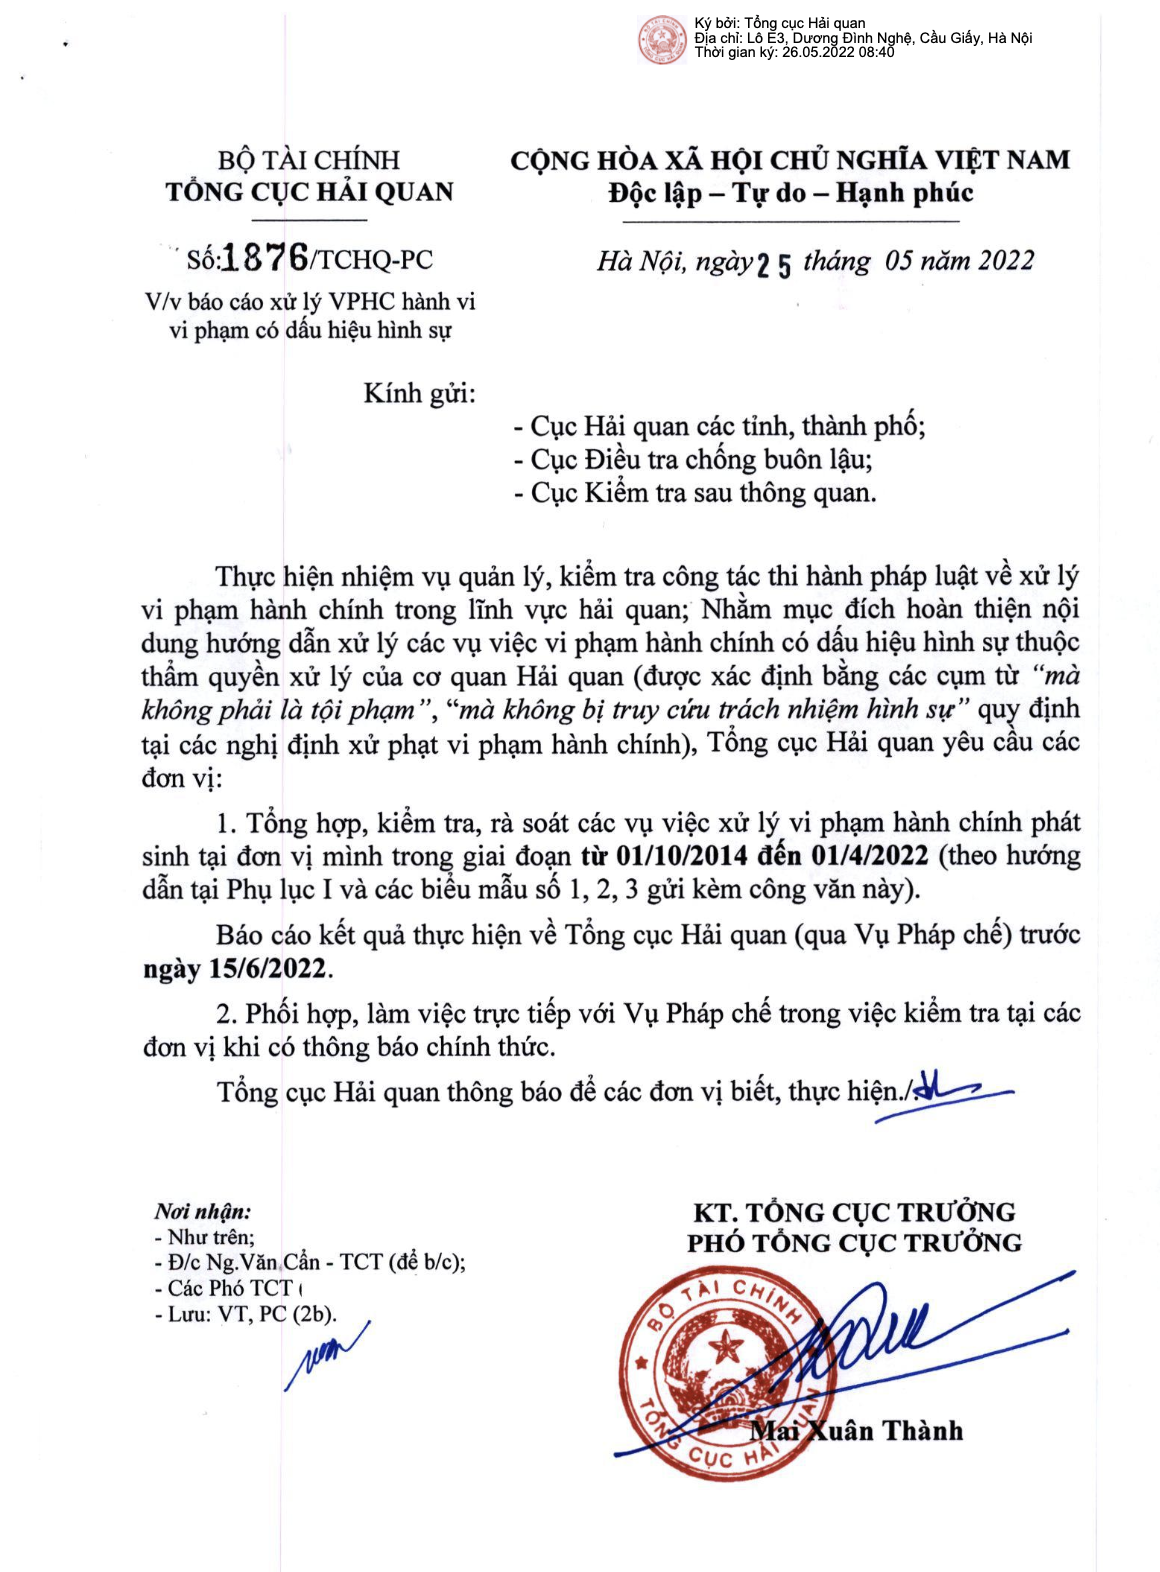 Ký bởi: Tổng cục Hải quan
Địa chỉ: Lô E3, Dương Đình Nghệ, Cầu Giấy, Hà Nội
Thời gian ký: 26.05.2022 08:40
BỘ TÀI CHÍNH
TỔNG CỤC HẢI QUAN
CỘNG HÒA XÃ HỘI CHỦ NGHĨA VIỆT NAM
Độc lập – Tự do – Hạnh phúc
Số:1876/TCHQ-PC
Hà Nội, ngày 25 tháng 05 năm 2022
V/v báo cáo xử lý VPHC hành vi
vi phạm có dấu hiệu hình sự
Kính gửi:
- Cục Hải quan các tỉnh, thành phố;
- Cục Điều tra chống buôn lậu;
- Cục Kiểm tra sau thông quan.
Thực hiện nhiệm vụ quản lý, kiểm tra công tác thi hành pháp luật về xử lý
vi phạm hành chính trong lĩnh vực hải quan; Nhằm mục đích hoàn thiện nội
dung hướng dẫn xử lý các vụ việc vi phạm hành chính có dấu hiệu hình sự thuộc
thẩm quyền xử lý của cơ quan Hải quan (được xác định bằng các cụm từ “mà
không phải là tội phạm”, “mà không bị truy cứu trách nhiệm hình sự” quy định
tại các nghị định xử phạt vi phạm hành chính), Tổng cục Hải quan yêu cầu các
đơn vị:
1. Tổng hợp, kiểm tra, rà soát các vụ việc xử lý vi phạm hành chính phát
sinh tại đơn vị mình trong giai đoạn từ 01/10/2014 đến 01/4/2022 (theo hướng
dẫn tại Phụ lục I và các biểu mẫu số 1, 2, 3 gửi kèm công văn này).
Báo cáo kết quả thực hiện về Tổng cục Hải quan (qua Vụ Pháp chế) trước
ngày 15/6/2022.
2. Phối hợp, làm việc trực tiếp với Vụ Pháp chế trong việc kiểm tra tại các
đơn vị khi có thông báo chính thức.
Tổng cục Hải quan thông báo để các đơn vị biết, thực hiện./.
Nơi nhận:
- Như trên;
- Đ/c Ng.Văn Cẩn - TCT (để b/c);
- Các Phó TCT
- Lưu: VT, PC (2b).
KT. TỔNG CỤC TRƯỞNG
PHÓ TỔNG CỤC TRƯỞNG
BỘ TÀI CHÍNH
TỔNG CỤC HẢI QUAN
Mai Xuân Thành